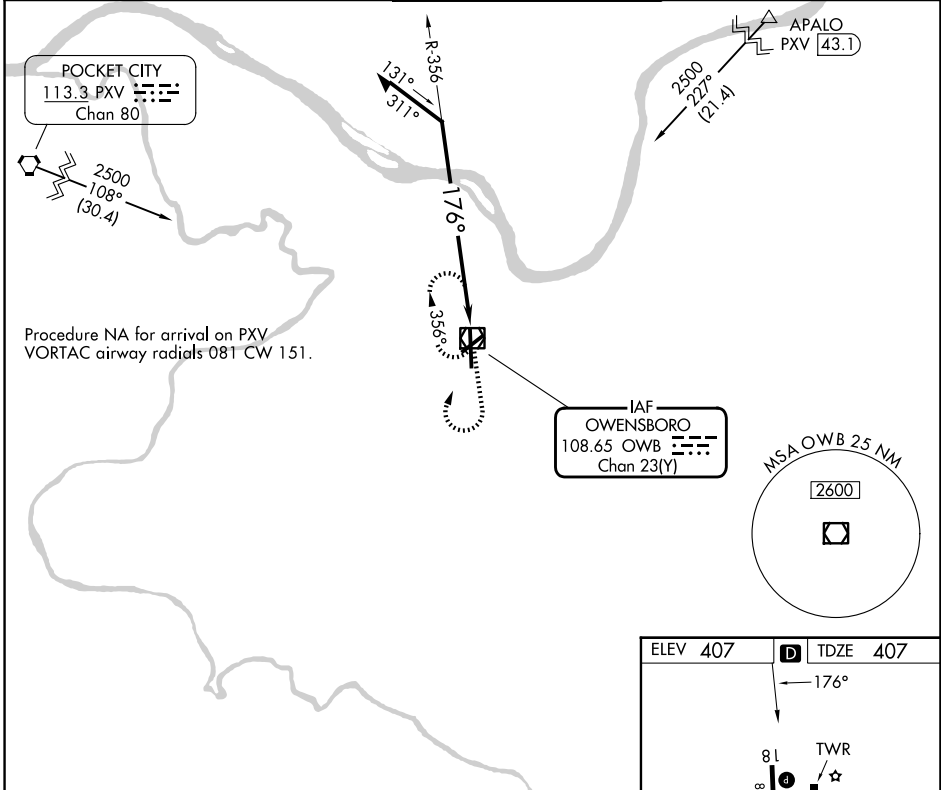 POCKET CITY
113.3 PXV
Chan 80
2500
108°
(30.4)
R-356
131°
311°
APALO
PXV 43.1
2500
227°
(21.4)
176°
356°
Procedure NA for arrival on PXV
VORTAC airway radials 081 CW 151.
IAF
OWENSBORO
108.65 OWB
Chan 23(Y)
MSA OWB 25 NM
2600
ELEV 407
D
TDZE 407
176°
18
TWR
P
8